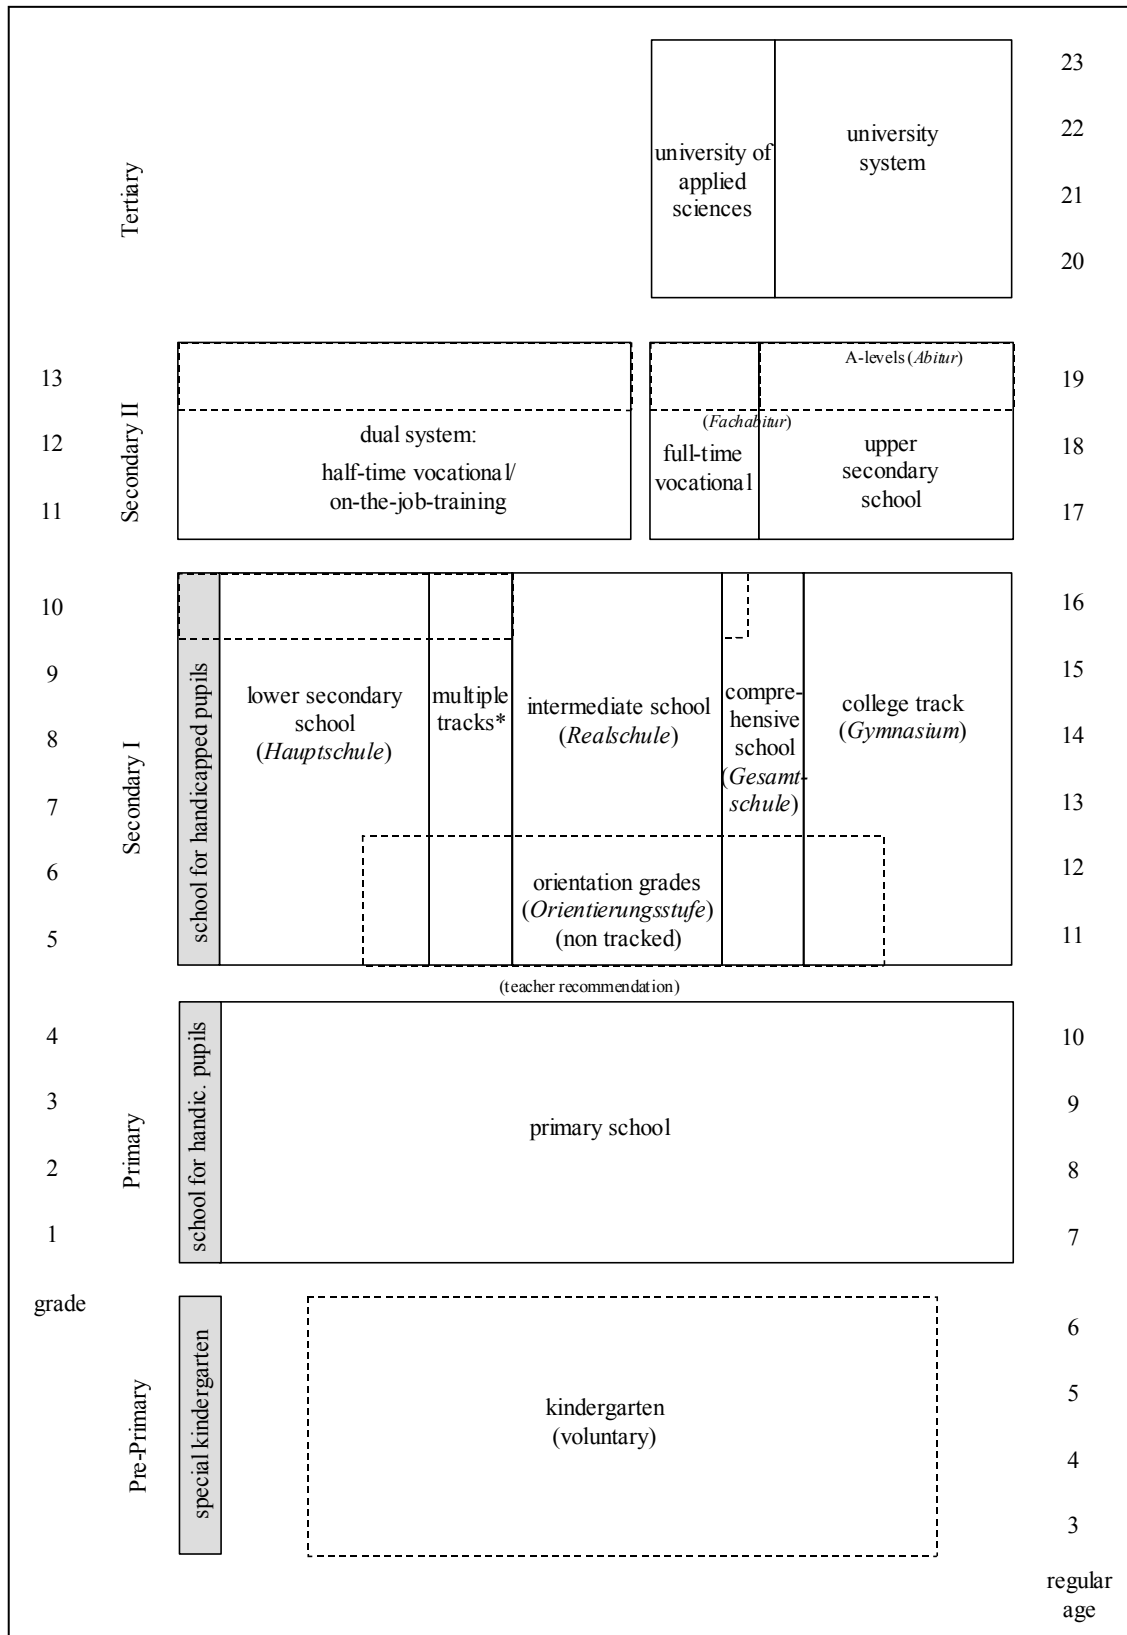 23
22
21
20
Tertiary
university of
applied
sciences
university
system
13
12
11
Secondary II
dual system:
half-time vocational/
on-the-job-training
(Fachabitur)
full-time
vocational
A-levels (Abitur)
upper
secondary
school
19
18
17
10
9
8
7
6
5
Secondary I
school for handicapped pupils
lower secondary
school
(Hauptschule)
multiple
tracks*
intermediate school
(Realschule)
compre-
hensive
school
(Gesamt-
schule)
college track
(Gymnasium)
orientation grades
(Orientierungsstufe)
(non tracked)
16
15
14
13
12
11
(teacher recommendation)
4
3
2
1
Primary
school for handic. pupils
primary school
10
9
8
7
grade
Pre-Primary
special kindergarten
kindergarten
(voluntary)
6
5
4
3
regular
age